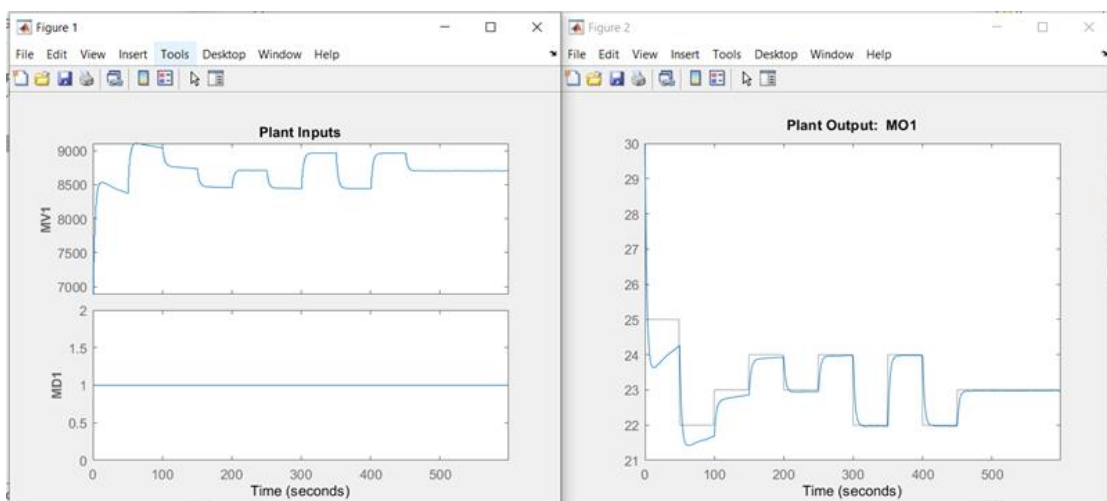 Figure 1
File Edit View Insert Tools Desktop Window Help
Plant Inputs
9000
8500
8000
7500
7000
MV1
2
1.5
1
0.5
0
MD1
0 100 200 300 400 500
Time (seconds)
Figure 2
File Edit View Insert Tools Desktop Window Help
Plant Output: MO1
30
29
28
27
26
25
24
23
22
21
0 100 200 300 400 500
Time (seconds)